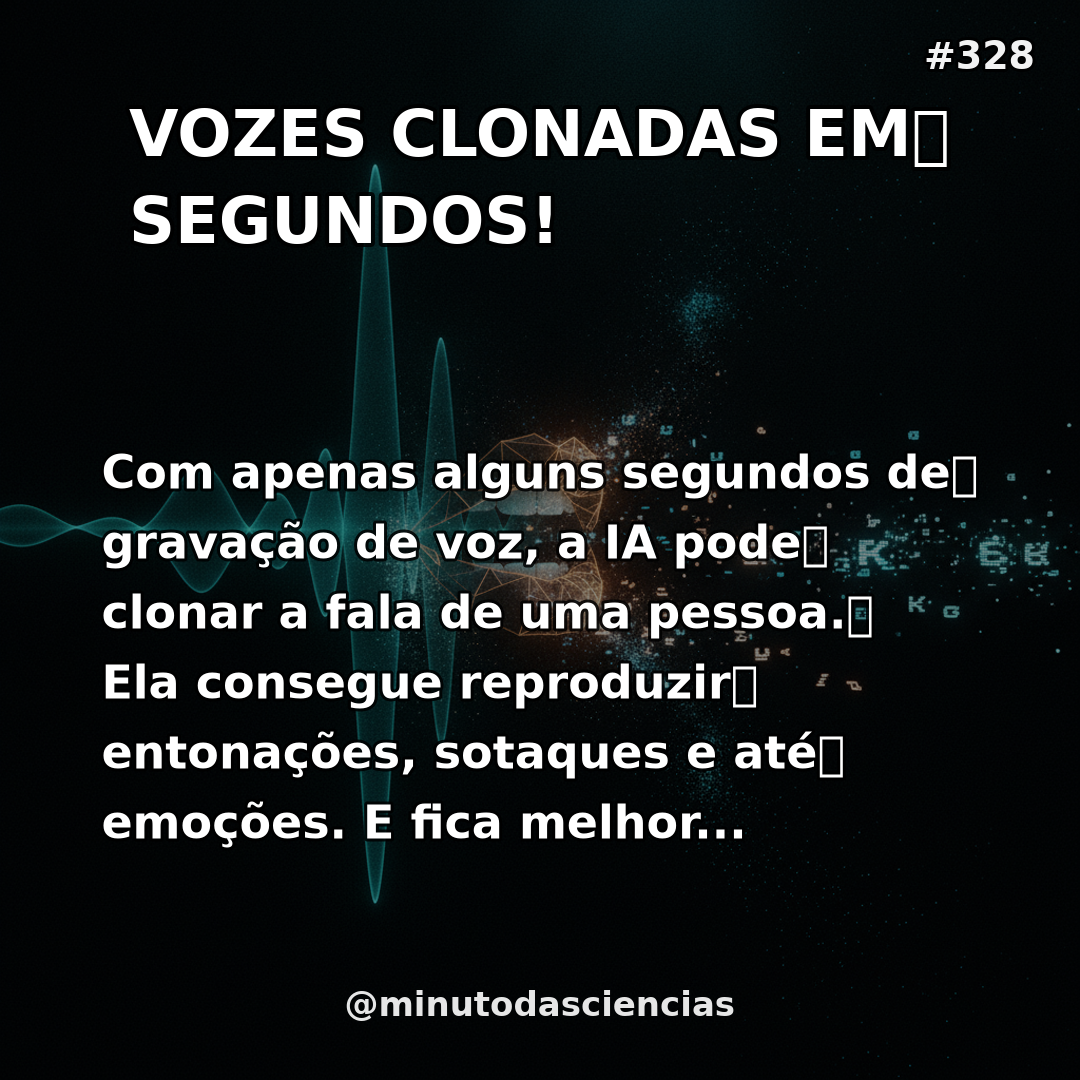 #328
VOZES CLONADAS EM▯
SEGUNDOS!
Com apenas alguns segundos de▯
gravação de voz, a IA pode▯
clonar a fala de uma pessoa.▯
Ela consegue reproduzir▯
entonações, sotaques e até▯
emoções. E fica melhor...
K E R
K G
@minutodasciencias